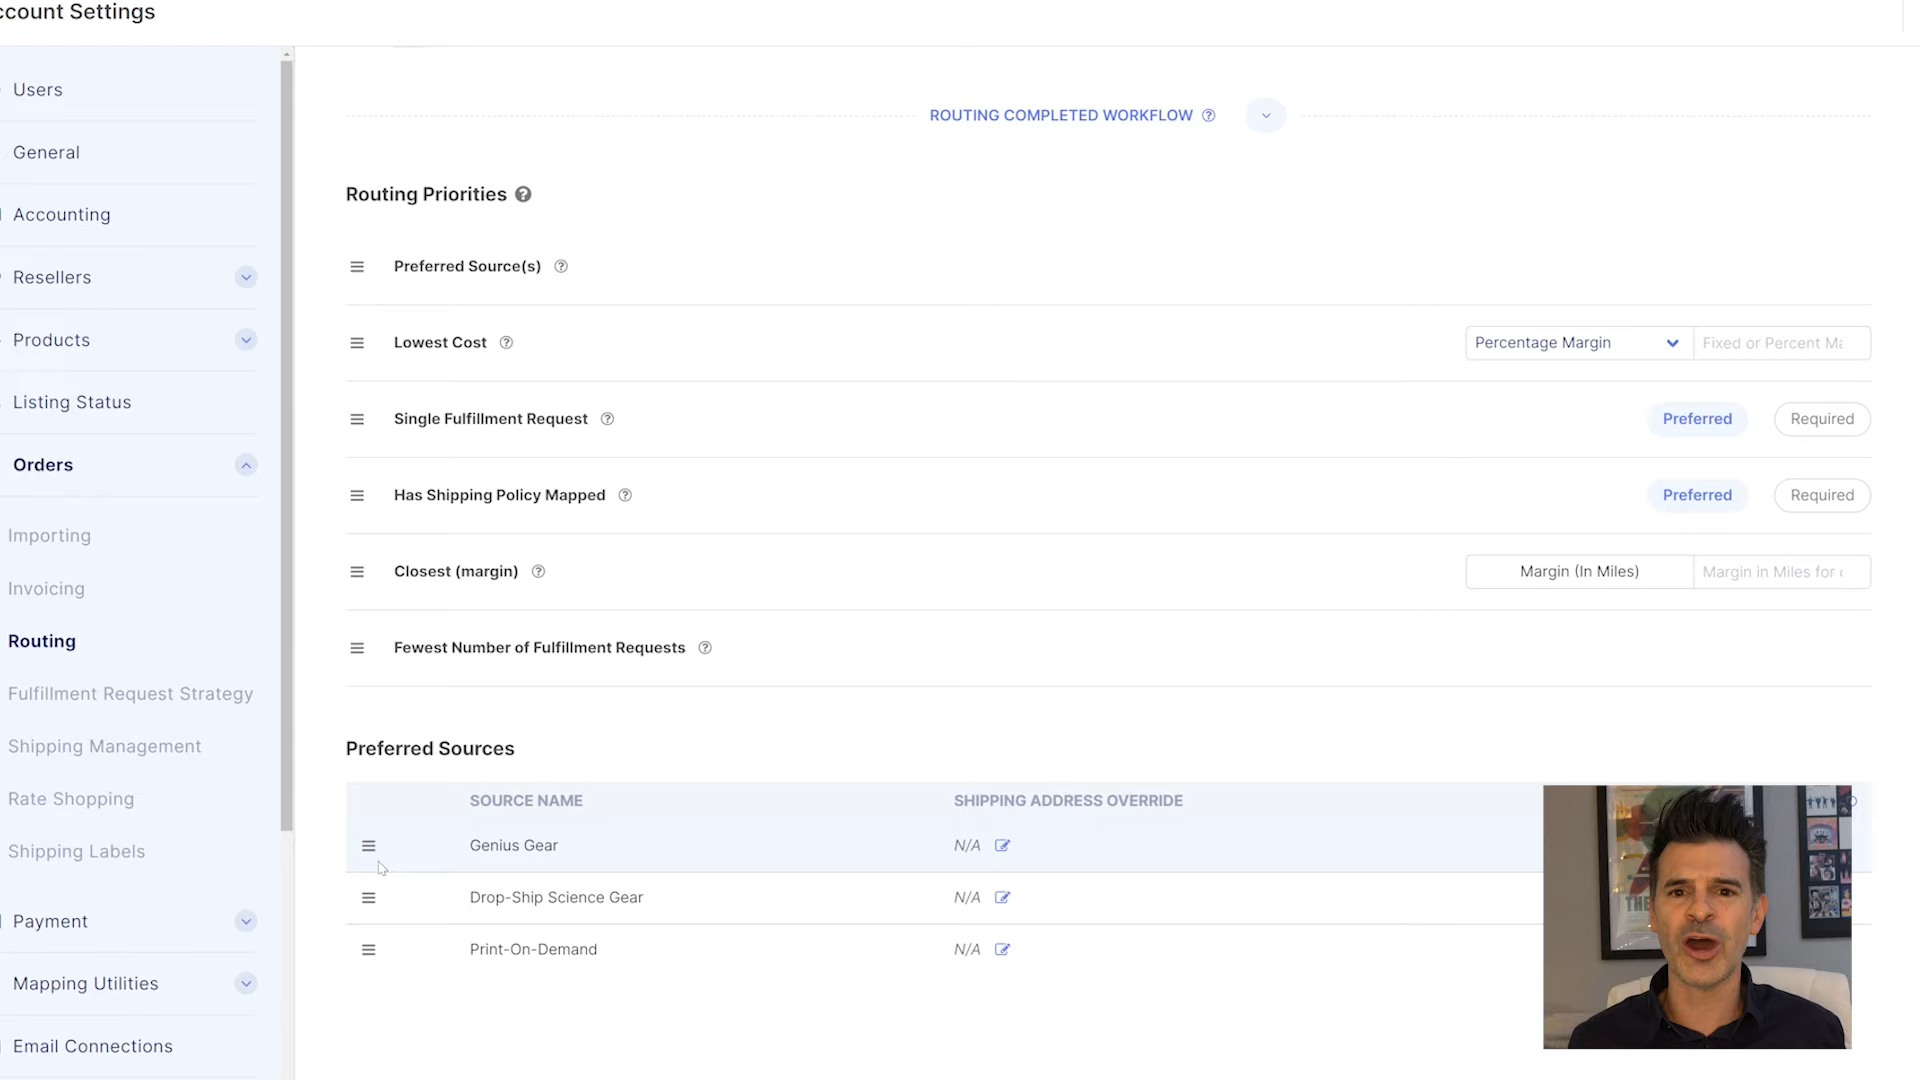 ccount Settings
Users
General
Accounting
Resellers
Products
Listing Status
Orders
Importing
Invoicing
Routing
Fulfillment Request Strategy
Shipping Management
Rate Shopping
Shipping Labels
Payment
Mapping Utilities
Email Connections
ROUTING COMPLETED WORKFLOW
Routing Priorities
Preferred Source(s)
Lowest Cost
Percentage Margin
Fixed or Percent Ma
Single Fulfillment Request
Preferred
Required
Has Shipping Policy Mapped
Preferred
Required
Closest (margin)
Margin (In Miles)
Margin in Miles for c
Fewest Number of Fulfillment Requests
Preferred Sources
SOURCE NAME
SHIPPING ADDRESS OVERRIDE
Genius Gear
N/A
Drop-Ship Science Gear
N/A
Print-On-Demand
N/A